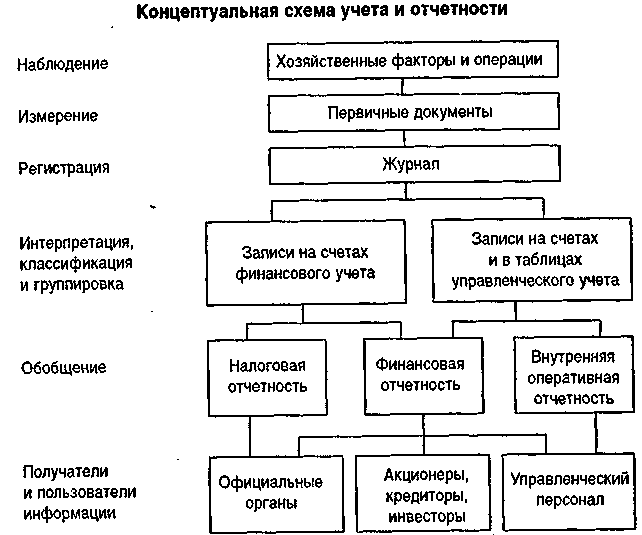 Концептуальная схема учета и отчетности
Наблюдение
Хозяйственные факторы и операции
Измерение
Первичные документы
Регистрация
Журнал
Интерпретация,
классификация
и группировка
Записи на счетах
финансового учета
Записи на счетах
и в таблицах
управленческого учета
Обобщение
Налоговая
отчетность
Финансовая
отчетность
Внутренняя
оперативная
отчетность
Получатели
и пользователи
информации
Официальные
органы
Акционеры,
кредиторы,
инвесторы
Управленческий
персонал